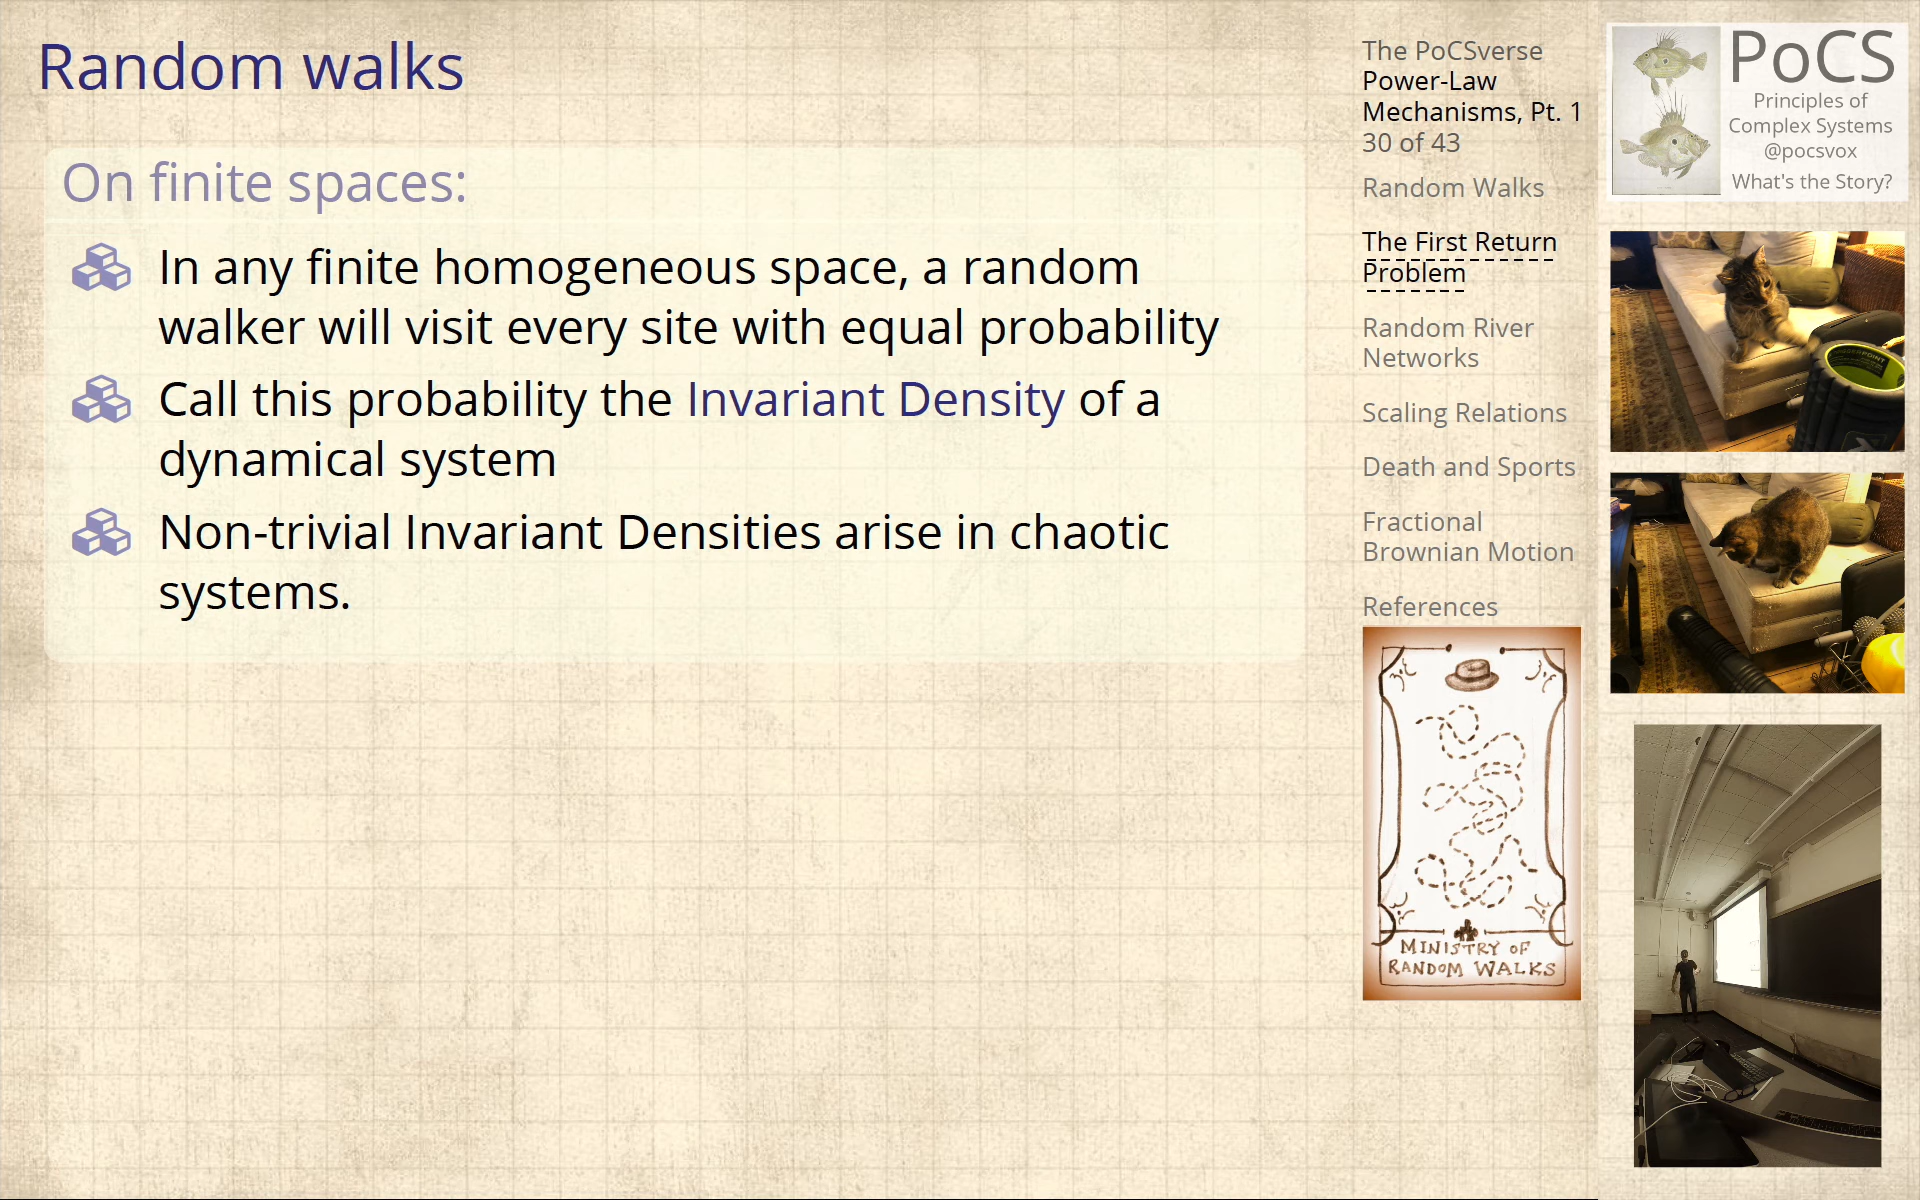 Random walks
On finite spaces:
In any finite homogeneous space, a random
walker will visit every site with equal probability
Call this probability the Invariant Density of a
dynamical system
Non-trivial Invariant Densities arise in chaotic
systems.
The PoCSverse
Power-Law
Mechanisms, Pt. 1
30 of 43
Random Walks
The First Return
Problem
Random River
Networks
Scaling Relations
Death and Sports
Fractional
Brownian Motion
References
MINISTRY OF
RANDOM WALKS
PoCS
Principles of
Complex Systems
@pocsvox
What's the Story?